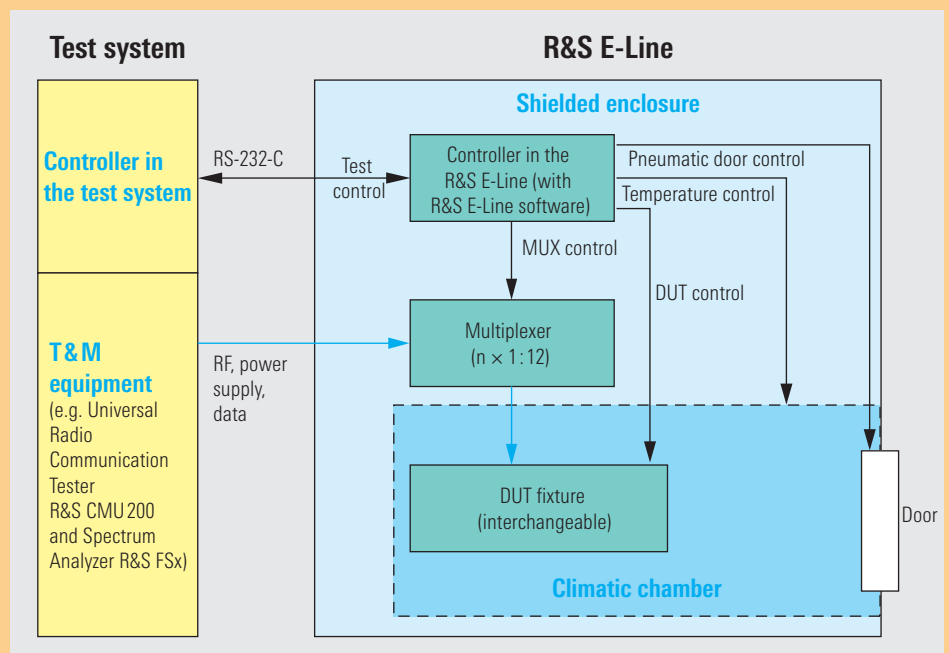 Test system
R&S E-Line
Controller in
the test system
RS-232-C
T & M
equipment
(e.g. Universal
Radio
Communication
Tester
R&S CMU 200
and Spectrum
Analyzer R&S FSx)
RF, power
supply,
data
Shielded enclosure
Test
control
Controller in the
R&S E-Line (with
R&S E-Line software)
Pneumatic door control
Temperature control
MUX control
DUT control
Multiplexer
(n × 1 : 12)
DUT fixture
(interchangeable)
Climatic chamber
Door